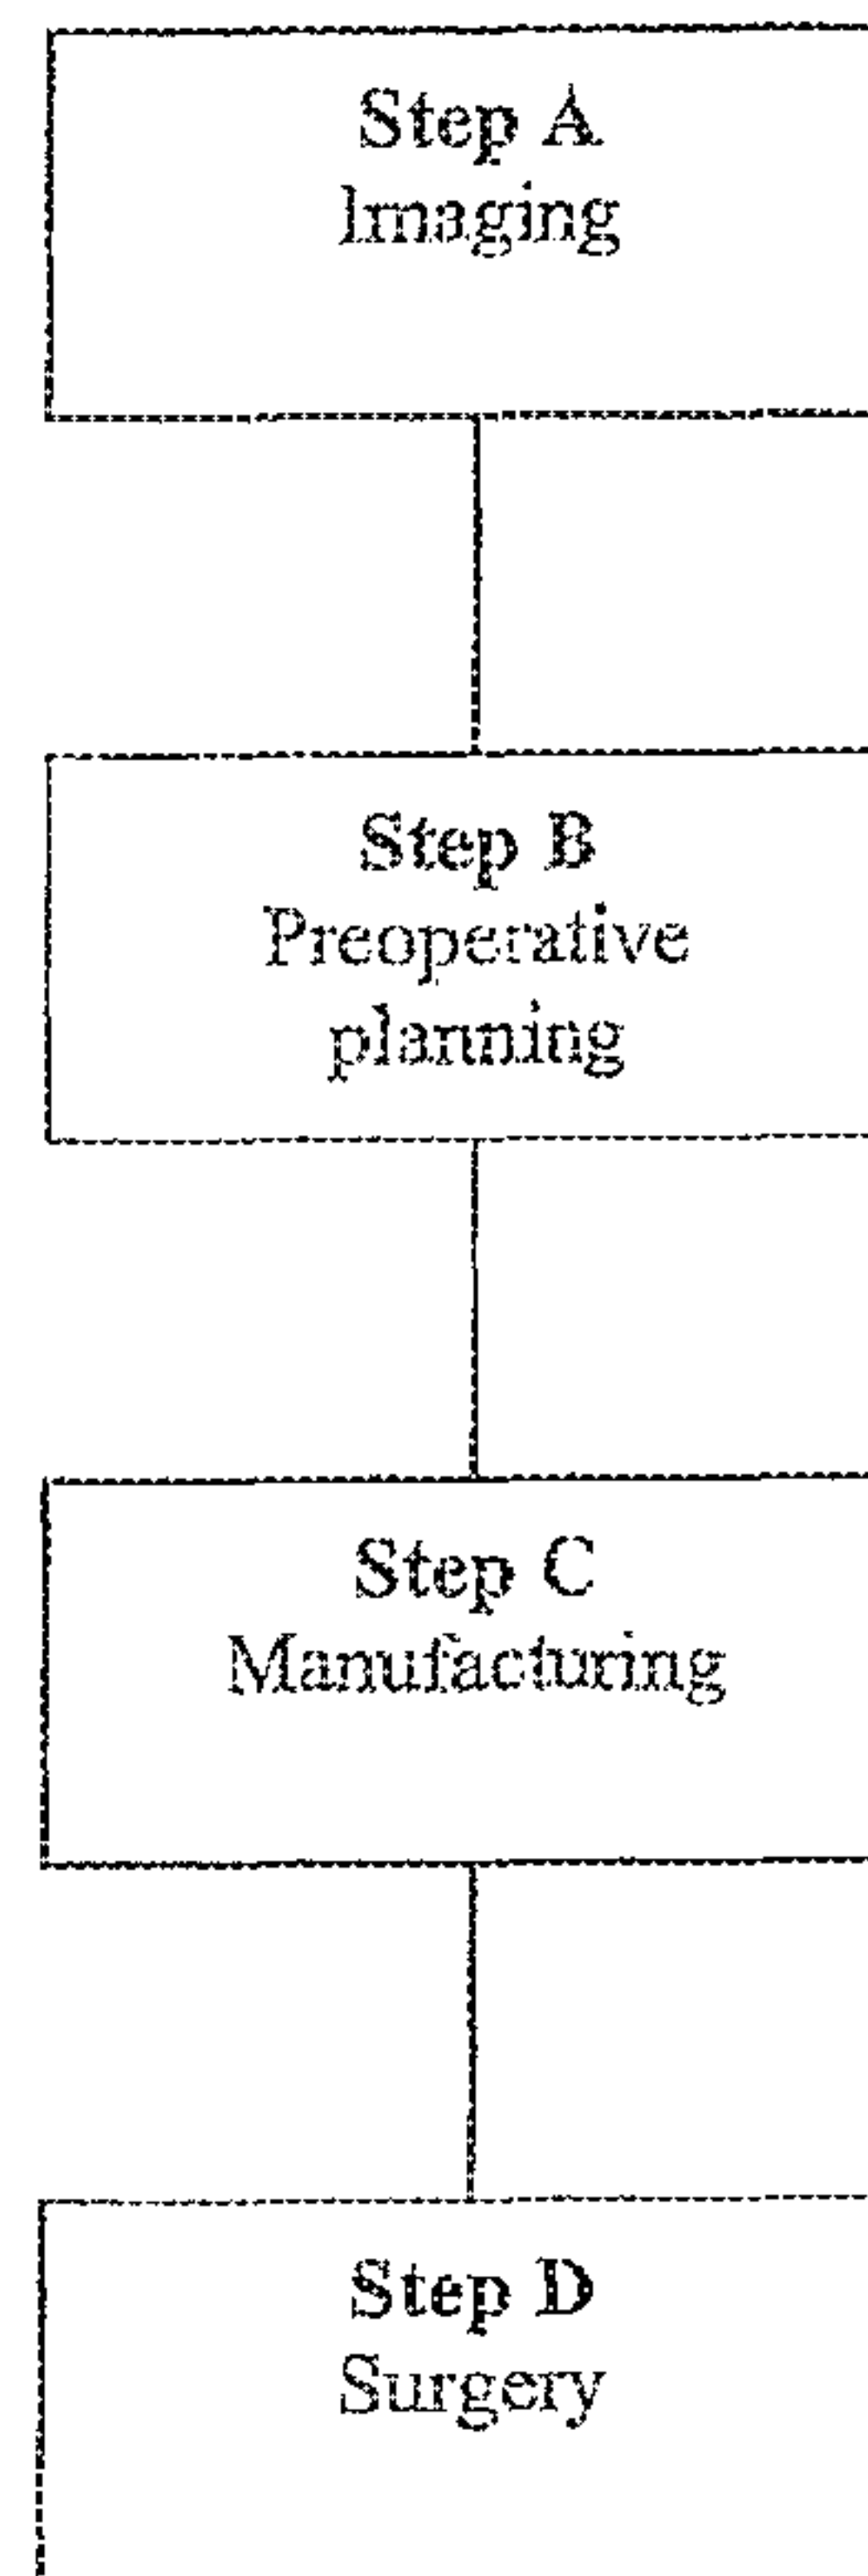 Step A
Imaging
Step B
Preoperative
planning
Step C
Manufacturing
Step D
Surgery